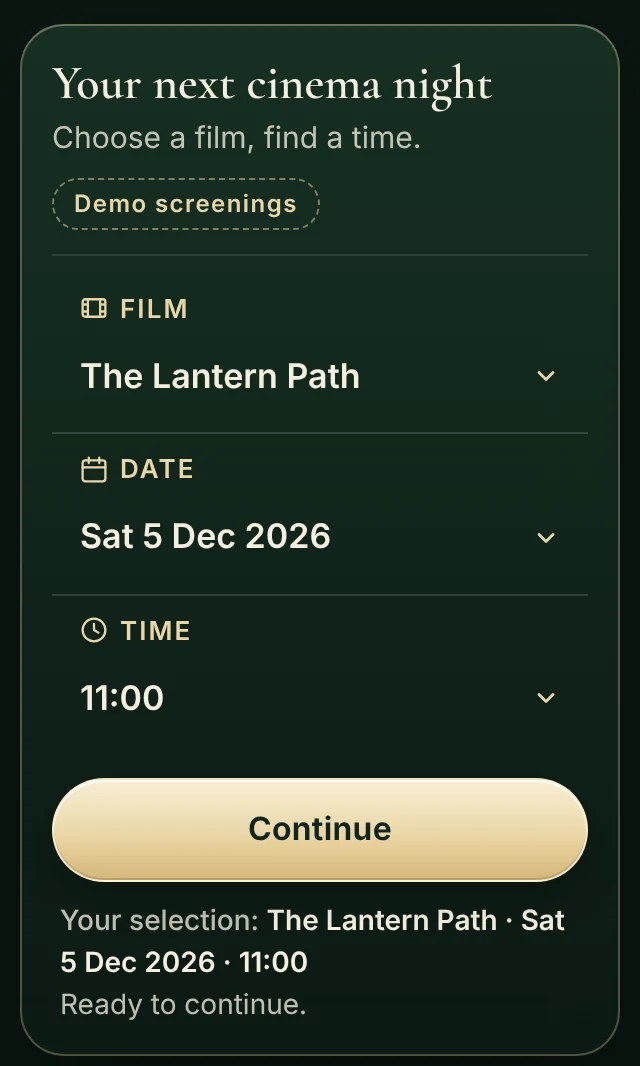 Your next cinema night
Choose a film, find a time.
Demo screenings
FILM
The Lantern Path
DATE
Sat 5 Dec 2026
TIME
11:00
Continue
Your selection: The Lantern Path · Sat
5 Dec 2026 · 11:00
Ready to continue.